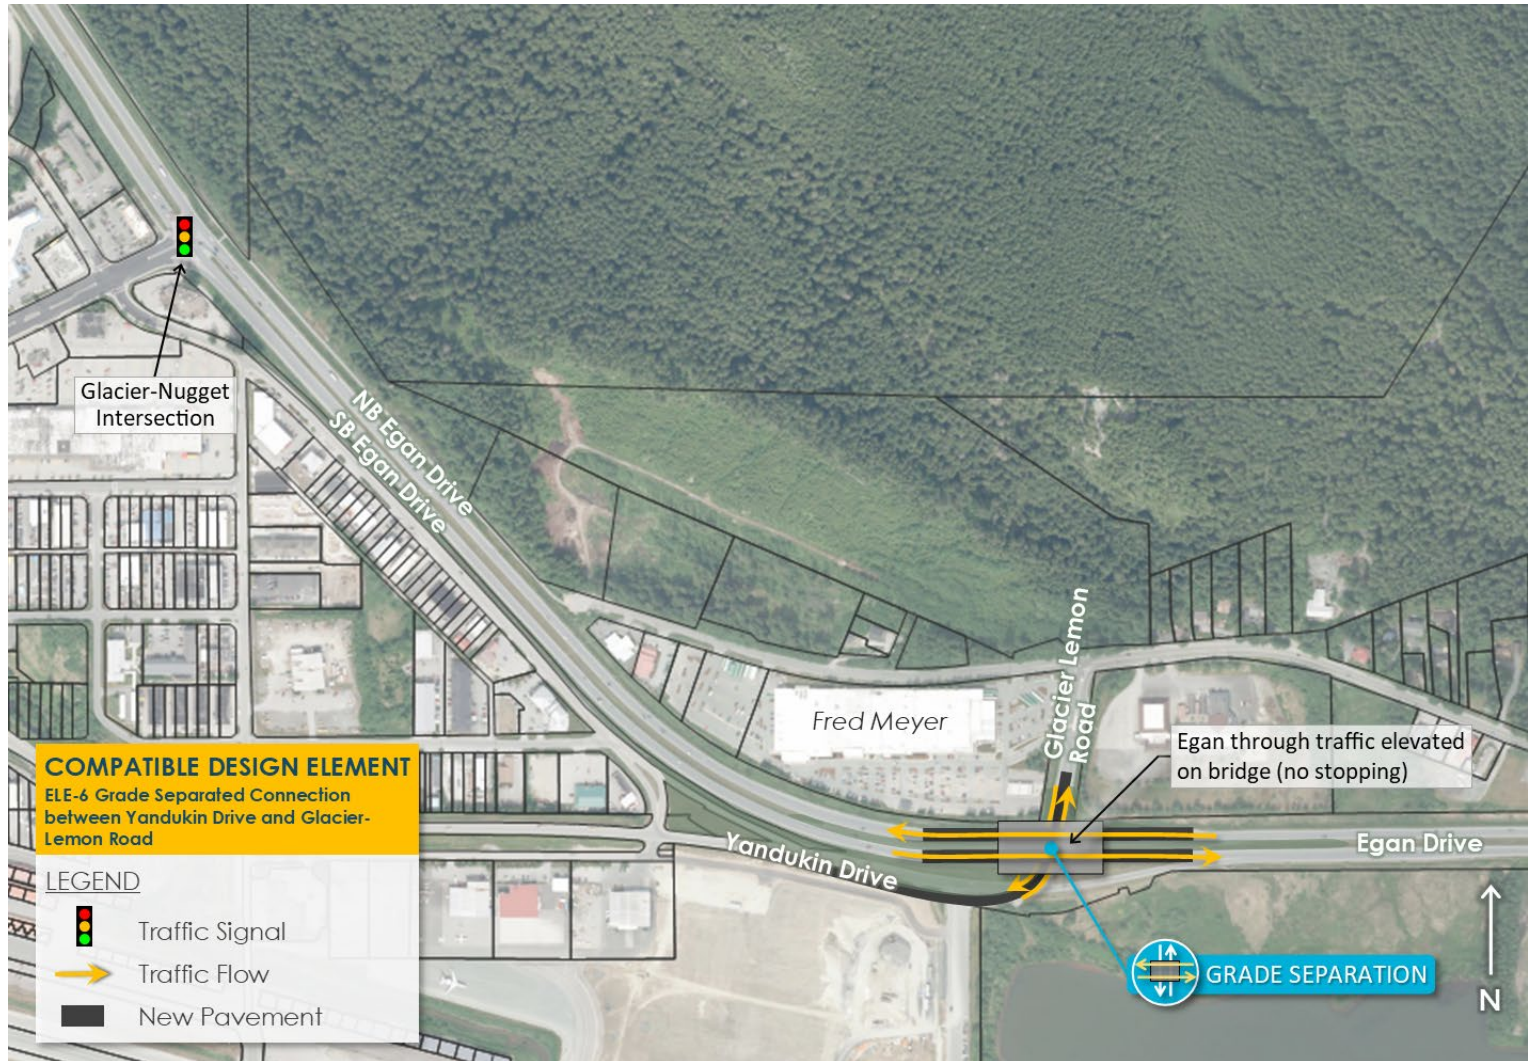 Glacier-Nugget
Intersection
NB Egan Drive
SB Egan Drive
Fred Meyer
Glacier Lemon
Road
Egan through traffic elevated
on bridge (no stopping)
Egan Drive
Yandukin Drive
GRADE SEPARATION
N
COMPATIBLE DESIGN ELEMENT
ELE-6 Grade Separated Connection
between Yandukin Drive and Glacier-
Lemon Road
LEGEND
Traffic Signal
Traffic Flow
New Pavement